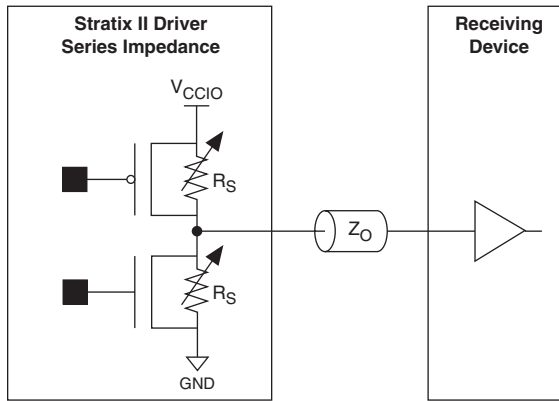 Stratix II Driver
Series Impedance
Receiving
Device
VCCIO
RS
ZO
RS
GND